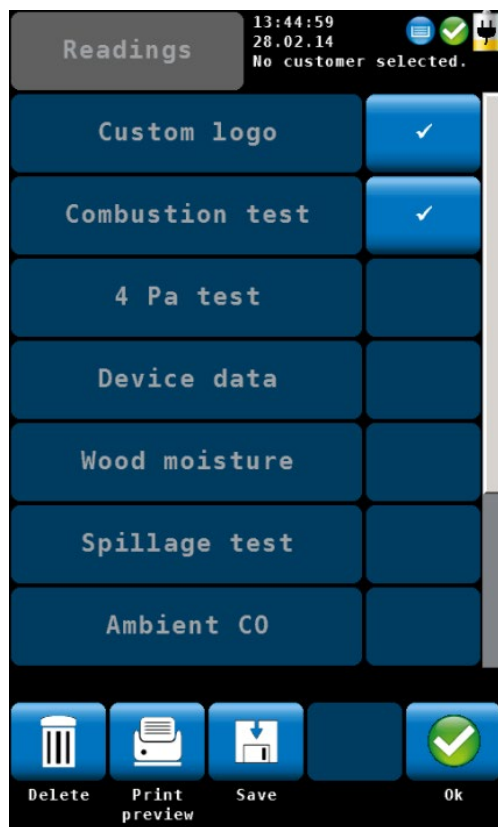 Readings
13:44:59
28.02.14
No customer selected.
Custom logo
Combustion test
4 Pa test
Device data
Wood moisture
Spillage test
Ambient CO
Delete
Print
preview
Save
Ok